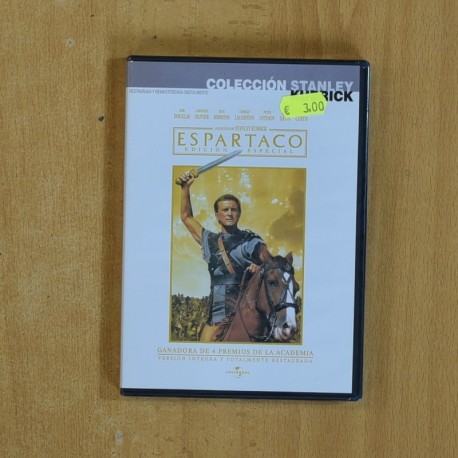 COLECCIÓN STANLEY
KUBRICK
€ 3,00
ESPARTACO
EDICIÓN ESPECIAL
GANADORA DE 4 PREMIOS DE LA ACADEMIA
VERSIÓN ÍNTEGRA Y TOTALMENTE RESTAURADA
UNIVERSAL